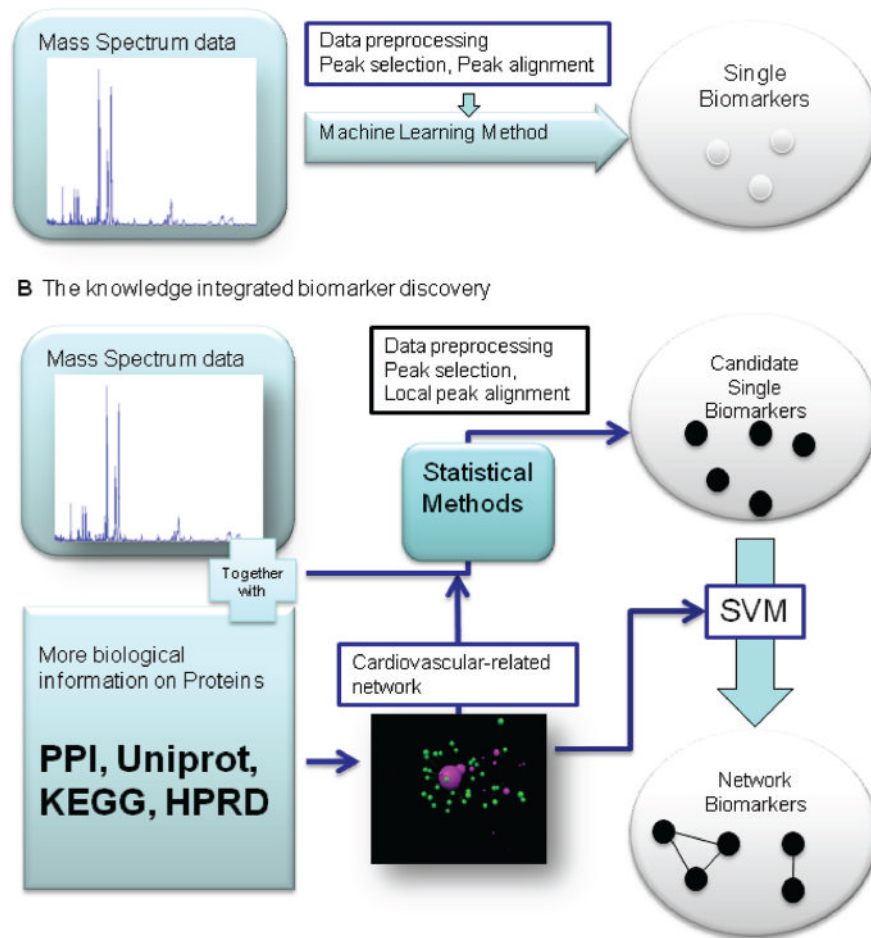 Mass Spectrum data
Data preprocessing
Peak selection, Peak alignment
Machine Learning Method
Single
Biomarkers
B The knowledge integrated biomarker discovery
Mass Spectrum data
Data preprocessing
Peak selection,
Local peak alignment
Candidate
Single
Biomarkers
Statistical
Methods
Together
with
SVM
More biological
information on Proteins
PPI, Uniprot,
KEGG, HPRD
Cardiovascular-related
network
Network
Biomarkers